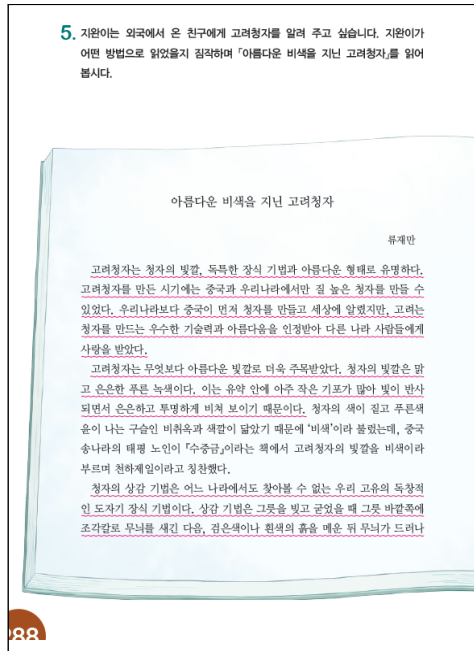 5. 지완이는 외국에서 온 친구에게 고려청자를 알려 주고 싶습니다. 지완이가
어떤 방법으로 읽었을지 짐작하며 「아름다운 비색을 지닌 고려청자」를 읽어
봅시다.
아름다운 비색을 지닌 고려청자
류재만
고려청자는 청자의 빛깔, 독특한 장식 기법과 아름다운 형태로 유명하다.
고려청자를 만든 시기에는 중국과 우리나라에서만 질 높은 청자를 만들 수
있었다. 우리나라보다 중국이 먼저 청자를 만들고 세상에 알렸지만, 고려는
청자를 만드는 우수한 기술력과 아름다움을 인정받아 다른 나라 사람들에게
사랑을 받았다.
고려청자는 무엇보다 아름다운 빛깔로 더욱 주목받았다. 청자의 빛깔은 맑
고 은은한 푸른 녹색이다. 이는 유약 안에 아주 작은 기포가 많아 빛이 반사
되면서 은은하고 투명하게 비쳐 보이기 때문이다. 청자의 색이 짙고 푸른색
윤이 나는 구슬인 비취옥과 색깔이 닮았기 때문에 '비색'이라 불렀는데, 중국
송나라의 태평 노인이 『수중금』이라는 책에서 고려청자의 빛깔을 비색이라
부르며 천하제일이라고 칭찬했다.
청자의 상감 기법은 어느 나라에서도 찾아볼 수 없는 우리 고유의 독창적
인 도자기 장식 기법이다. 상감 기법은 그릇을 빚고 굳었을 때 그릇 바깥쪽에
조각칼로 무늬를 새긴 다음, 검은색이나 흰색의 흙을 메운 뒤 무늬가 드러나
288